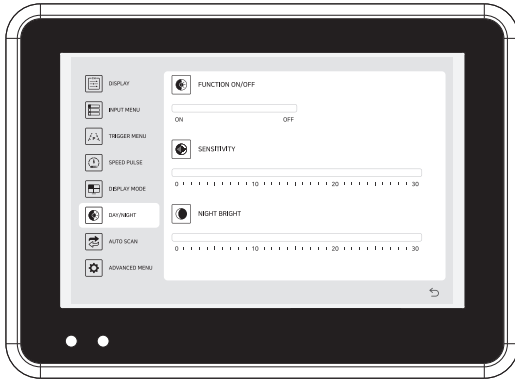 DISPLAY
INPUT MENU
TRIGGER MENU
SPEED PULSE
DISPLAY MODE
DAY/NIGHT
AUTO SCAN
ADVANCED MENU
FUNCTION ON/OFF
ON OFF
SENSITIVITY
0 10 20 30
NIGHT BRIGHT
0 10 20 30